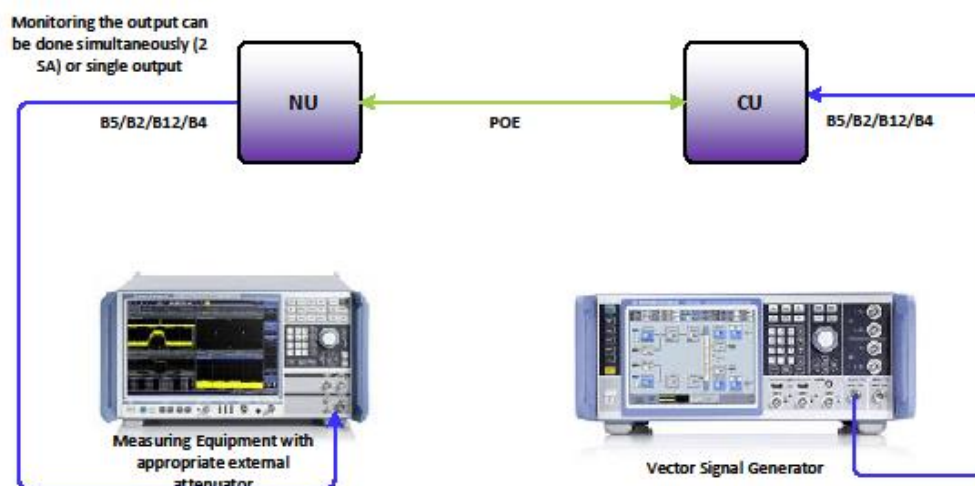 Monitoring the output can
be done simultaneously (2
SA) or single output
NU
CU
B5/B2/B12/B4
POE
B5/B2/B12/B4
Measuring Equipment with
appropriate external
attenuator
Vector Signal Generator